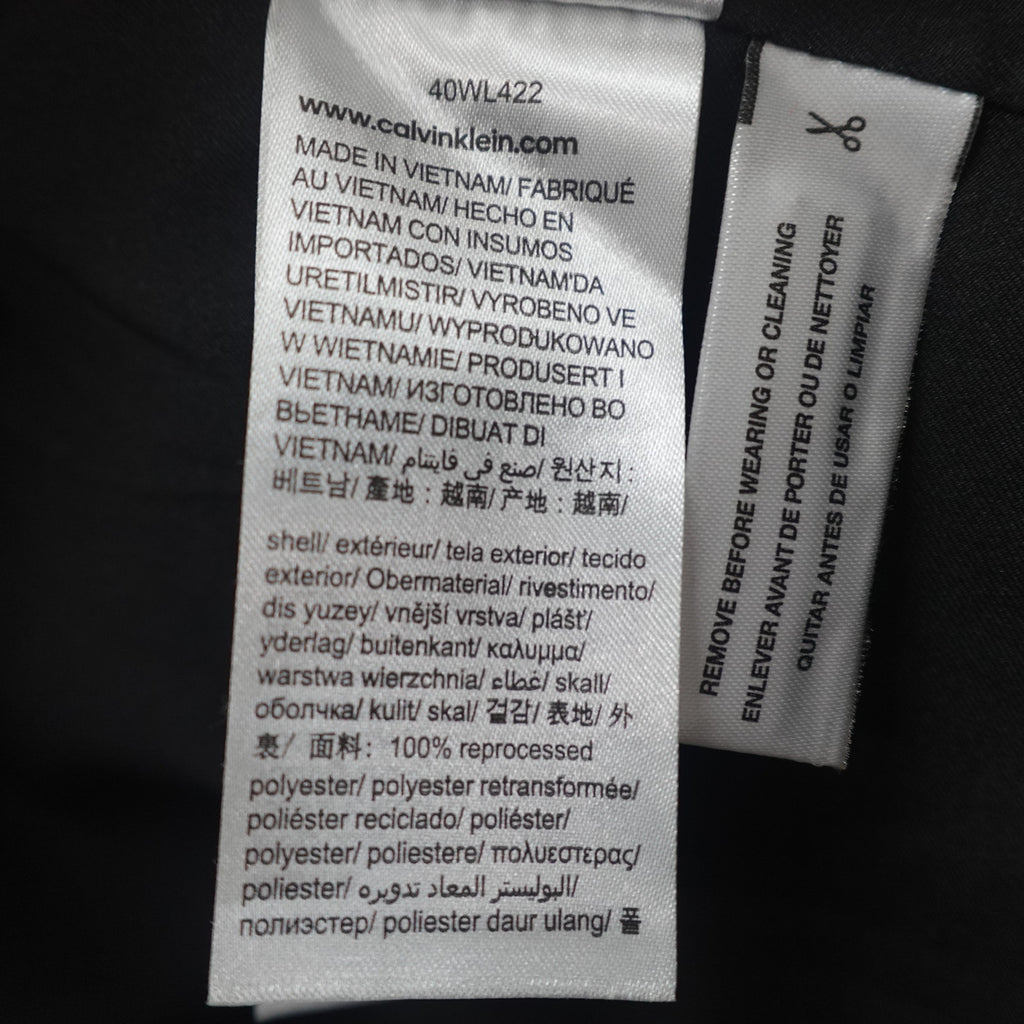 40WL422
www.calvinklein.com
MADE IN VIETNAM/ FABRIQUÉ
AU VIETNAM/ HECHO EN
VIETNAM CON INSUMOS
IMPORTADOS/ VIETNAM'DA
URETILMISTIR/ VYROBENO VE
VIETNAMU/ WYPRODUKOWANO
W WIETNAMIE/ PRODUSERT I
VIETNAM/ ИЗГОТОВЛЕНО ВО
ВЬЕТНАМЕ/ DIBUAT DI
VIETNAM/ صنع في فايتنام/ 원산지 :
베트남/ 產地 : 越南/ 产地 : 越南/
shell/ extérieur/ tela exterior/ tecido
exterior/ Obermaterial/ rivestimento/
dis yuzey/ vnější vrstva/ plášť/
yderlag/ buitenkant/ καλυμμα/
warstwa wierzchnia/ غطاء/ skall/
оболчка/ kulit/ skal/ 겉감/ 表地/ 外
裹/ 面料: 100% reprocessed
polyester/ polyester retransformée/
poliéster reciclado/ poliéster/
polyester/ poliestere/ πολυεστερας/
poliester/ البوليستر المعاد تدويره/
полиэстер/ poliester daur ulang/ 폴
REMOVE BEFORE WEARING OR CLEANING
ENLEVER AVANT DE PORTER OU DE NETTOYER
QUITAR ANTES DE USAR O LIMPIAR